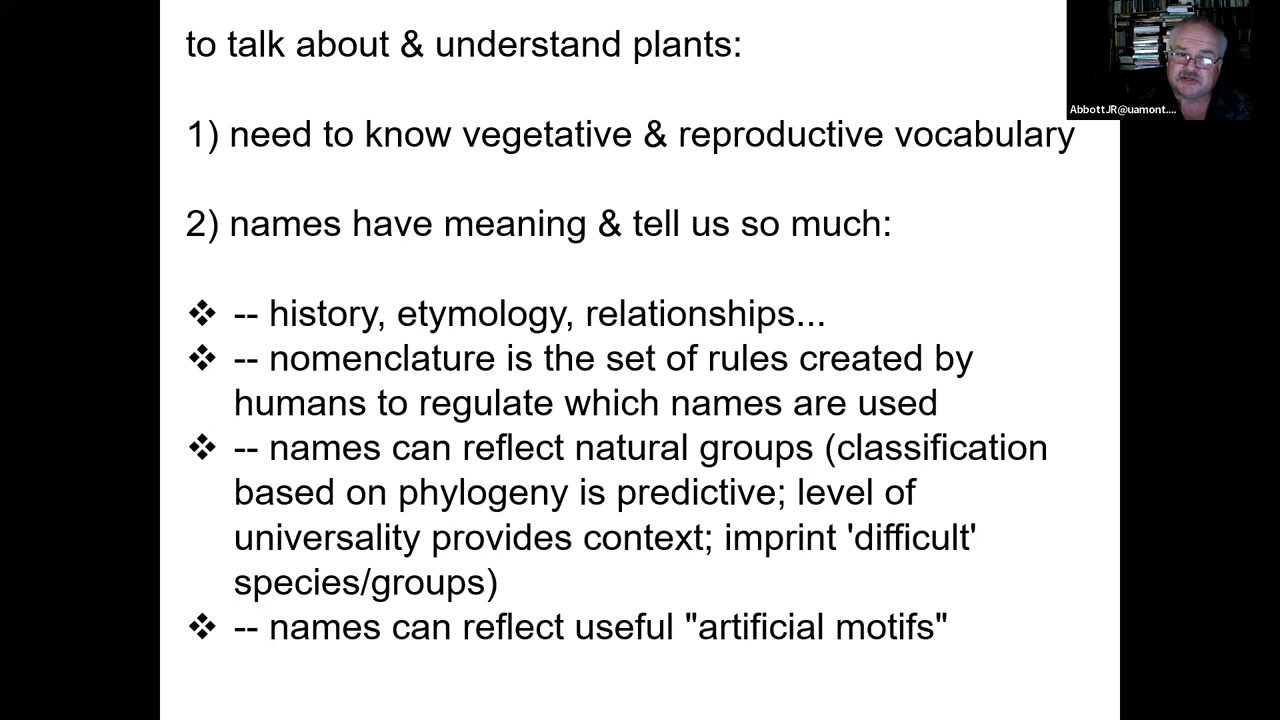 to talk about & understand plants:
AbbottJR@uamont....
1) need to know vegetative & reproductive vocabulary
2) names have meaning & tell us so much:
❖ -- history, etymology, relationships...
❖ -- nomenclature is the set of rules created by
humans to regulate which names are used
❖ -- names can reflect natural groups (classification
based on phylogeny is predictive; level of
universality provides context; imprint 'difficult'
species/groups)
❖ -- names can reflect useful "artificial motifs"